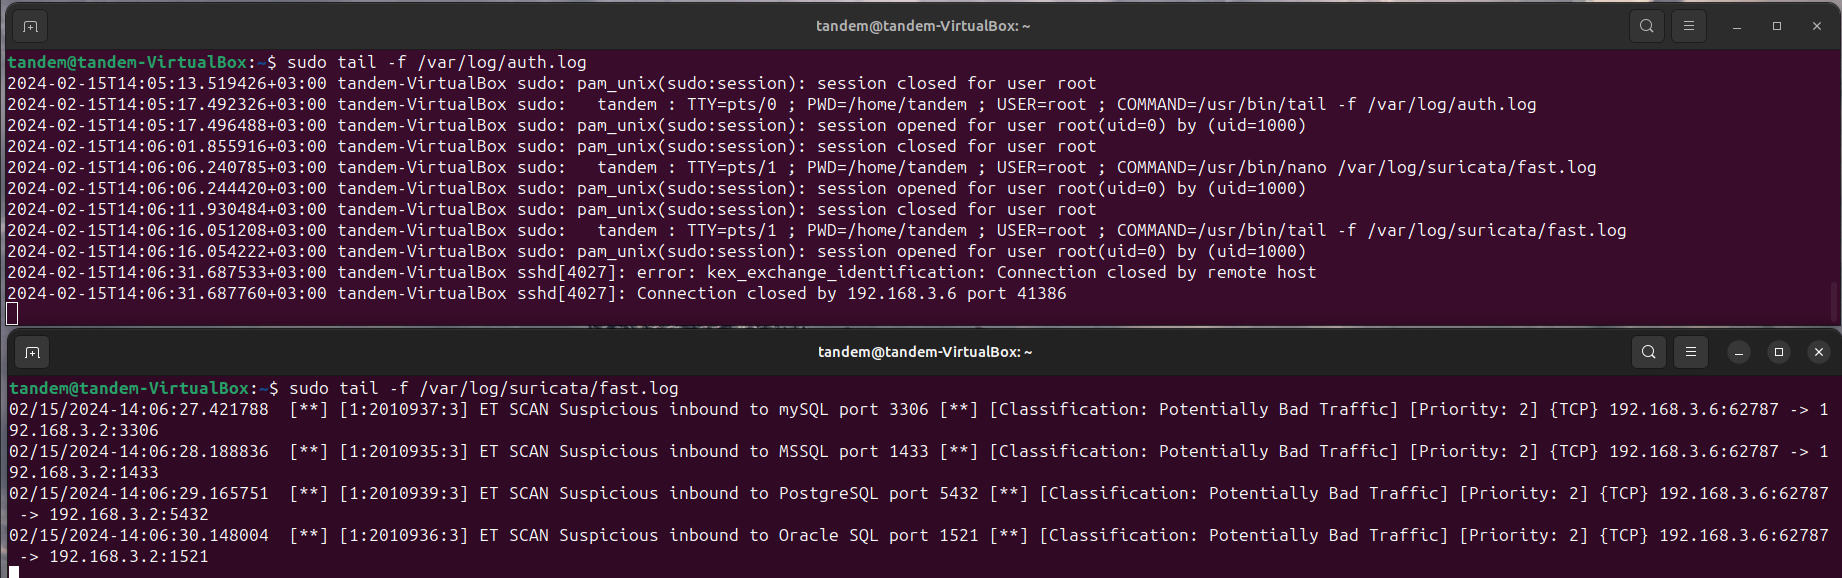 tandem@tandem-VirtualBox: ~
tandem@tandem-VirtualBox:~$ sudo tail -f /var/log/auth.log
2024-02-15T14:05:13.519426+03:00 tandem-VirtualBox sudo: pam_unix(sudo:session): session closed for user root
2024-02-15T14:05:17.492326+03:00 tandem-VirtualBox sudo:   tandem : TTY=pts/0 ; PWD=/home/tandem ; USER=root ; COMMAND=/usr/bin/tail -f /var/log/auth.log
2024-02-15T14:05:17.496488+03:00 tandem-VirtualBox sudo: pam_unix(sudo:session): session opened for user root(uid=0) by (uid=1000)
2024-02-15T14:06:01.855916+03:00 tandem-VirtualBox sudo: pam_unix(sudo:session): session closed for user root
2024-02-15T14:06:06.240785+03:00 tandem-VirtualBox sudo:   tandem : TTY=pts/1 ; PWD=/home/tandem ; USER=root ; COMMAND=/usr/bin/nano /var/log/suricata/fast.log
2024-02-15T14:06:06.244420+03:00 tandem-VirtualBox sudo: pam_unix(sudo:session): session opened for user root(uid=0) by (uid=1000)
2024-02-15T14:06:11.930484+03:00 tandem-VirtualBox sudo: pam_unix(sudo:session): session closed for user root
2024-02-15T14:06:16.051208+03:00 tandem-VirtualBox sudo:   tandem : TTY=pts/1 ; PWD=/home/tandem ; USER=root ; COMMAND=/usr/bin/tail -f /var/log/suricata/fast.log
2024-02-15T14:06:16.054222+03:00 tandem-VirtualBox sudo: pam_unix(sudo:session): session opened for user root(uid=0) by (uid=1000)
2024-02-15T14:06:31.687533+03:00 tandem-VirtualBox sshd[4027]: error: kex_exchange_identification: Connection closed by remote host
2024-02-15T14:06:31.687760+03:00 tandem-VirtualBox sshd[4027]: Connection closed by 192.168.3.6 port 41386
tandem@tandem-VirtualBox: ~
tandem@tandem-VirtualBox:~$ sudo tail -f /var/log/suricata/fast.log
02/15/2024-14:06:27.421788  [**] [1:2010937:3] ET SCAN Suspicious inbound to mySQL port 3306 [**] [Classification: Potentially Bad Traffic] [Priority: 2] {TCP} 192.168.3.6:62787 -> 1
92.168.3.2:3306
02/15/2024-14:06:28.188836  [**] [1:2010935:3] ET SCAN Suspicious inbound to MSSQL port 1433 [**] [Classification: Potentially Bad Traffic] [Priority: 2] {TCP} 192.168.3.6:62787 -> 1
92.168.3.2:1433
02/15/2024-14:06:29.165751  [**] [1:2010939:3] ET SCAN Suspicious inbound to PostgreSQL port 5432 [**] [Classification: Potentially Bad Traffic] [Priority: 2] {TCP} 192.168.3.6:62787
 -> 192.168.3.2:5432
02/15/2024-14:06:30.148004  [**] [1:2010936:3] ET SCAN Suspicious inbound to Oracle SQL port 1521 [**] [Classification: Potentially Bad Traffic] [Priority: 2] {TCP} 192.168.3.6:62787
 -> 192.168.3.2:1521